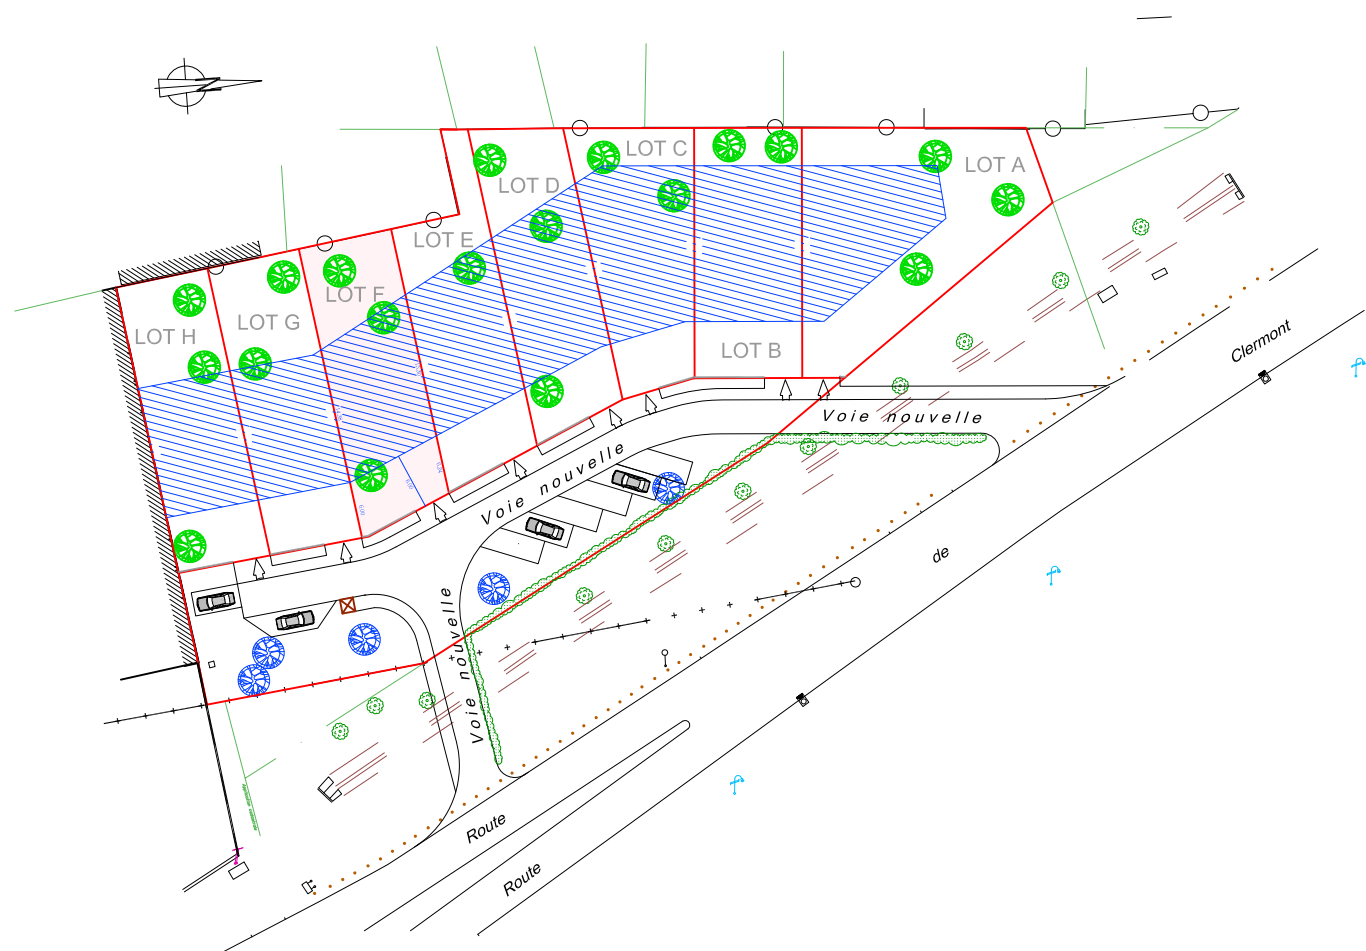 LOT C
LOT A
LOT D
LOT E
LOT F
LOT G
LOT H
LOT B
Clermont
Voie nouvelle
Voie nouvelle
de
Voie nouvelle
Route
Route